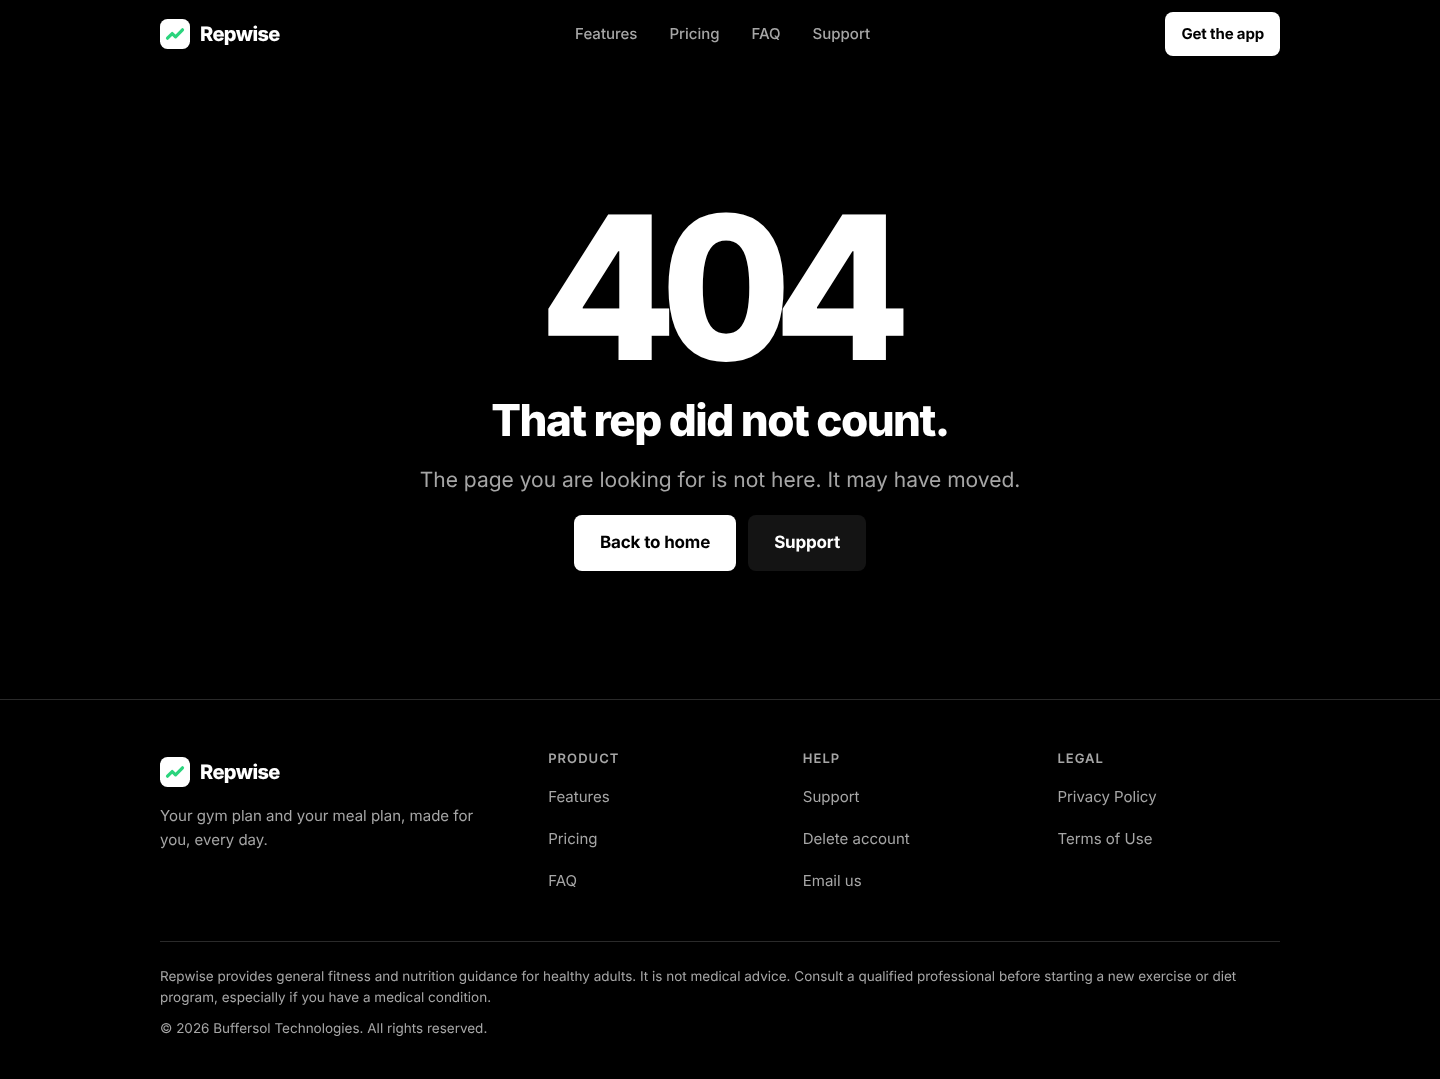 Repwise
Features
Pricing
FAQ
Support
Get the app
404
That rep did not count.
The page you are looking for is not here. It may have moved.
Back to home
Support
Repwise
Your gym plan and your meal plan, made for
you, every day.
PRODUCT
Features
Pricing
FAQ
HELP
Support
Delete account
Email us
LEGAL
Privacy Policy
Terms of Use
Repwise provides general fitness and nutrition guidance for healthy adults. It is not medical advice. Consult a qualified professional before starting a new exercise or diet
program, especially if you have a medical condition.
© 2026 Buffersol Technologies. All rights reserved.